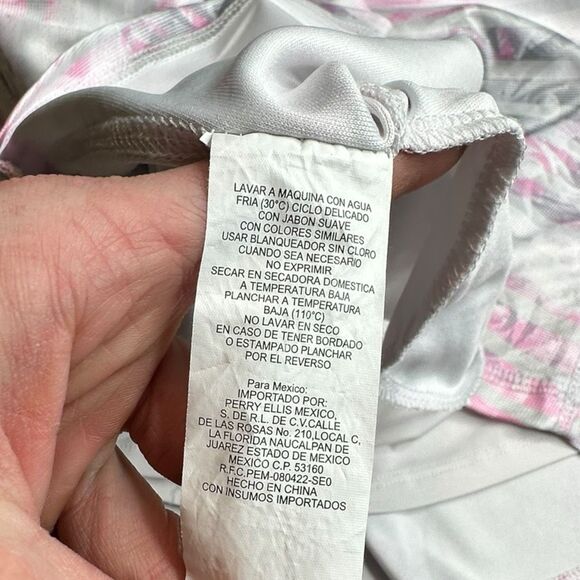 LAVAR A MAQUINA CON AGUA
FRIA (30°C) CICLO DELICADO
CON JABON SUAVE
CON COLORES SIMILARES
USAR BLANQUEADOR SIN CLORO
CUANDO SEA NECESARIO
NO EXPRIMIR
SECAR EN SECADORA DOMESTICA
A TEMPERATURA BAJA
PLANCHAR A TEMPERATURA
BAJA (110°C)
NO LAVAR EN SECO
EN CASO DE TENER BORDADO
O ESTAMPADO PLANCHAR
POR EL REVERSO
Para Mexico:
IMPORTADO POR:
PERRY ELLIS MEXICO,
S. DE R.L. DE C.V.CALLE
DE LAS ROSAS No. 210,LOCAL C,
LA FLORIDA NAUCALPAN DE
JUAREZ ESTADO DE MEXICO
MEXICO C.P. 53160
R.F.C.PEM-080422-SE0
HECHO EN CHINA
CON INSUMOS IMPORTADOS